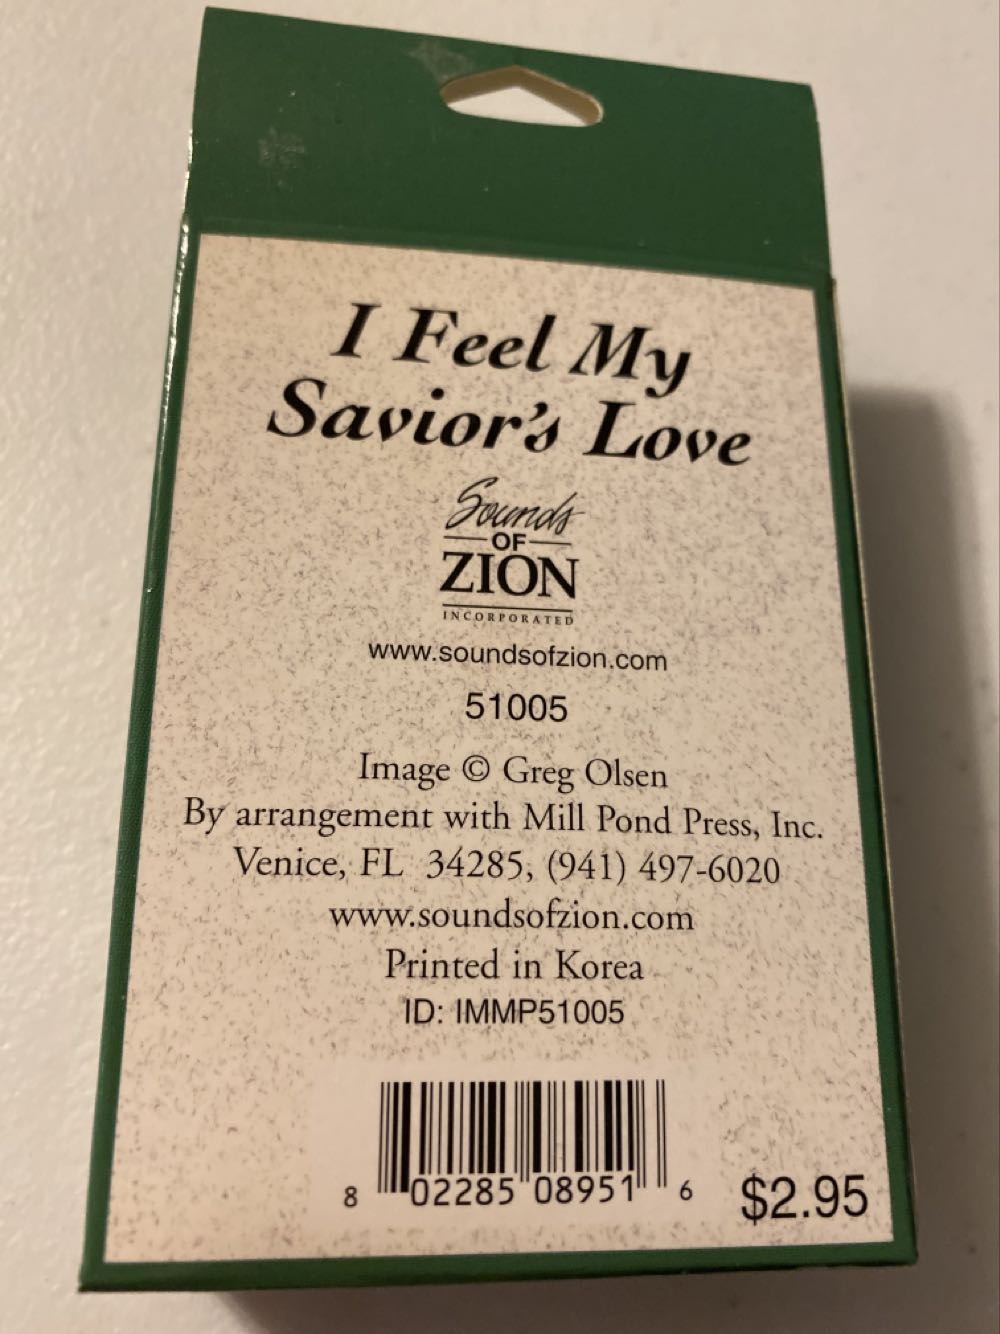 I Feel My
Savior's Love
Sounds
OF
ZION
INCORPORATED
www.soundsofzion.com
51005
Image © Greg Olsen
By arrangement with Mill Pond Press, Inc.
Venice, FL 34285, (941) 497-6020
www.soundsofzion.com
Printed in Korea
ID: IMMP51005
8 02285 08951 6
$2.95